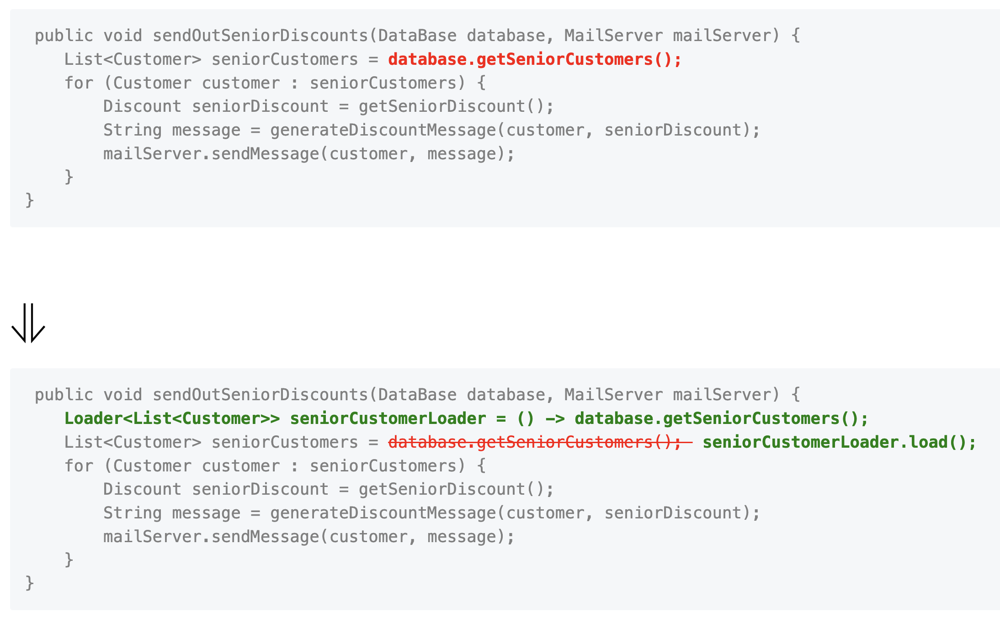 public void sendOutSeniorDiscounts(DataBase database, MailServer mailServer) {
List<Customer> seniorCustomers = database.getSeniorCustomers();
for (Customer customer : seniorCustomers) {
Discount seniorDiscount = getSeniorDiscount();
String message = generateDiscountMessage(customer, seniorDiscount);
mailServer.sendMessage(customer, message);
}
}
public void sendOutSeniorDiscounts(DataBase database, MailServer mailServer) {
Loader<List<Customer>> seniorCustomerLoader = () -> database.getSeniorCustomers();
List<Customer> seniorCustomers = database.getSeniorCustomers(); seniorCustomerLoader.load();
for (Customer customer : seniorCustomers) {
Discount seniorDiscount = getSeniorDiscount();
String message = generateDiscountMessage(customer, seniorDiscount);
mailServer.sendMessage(customer, message);
}
}